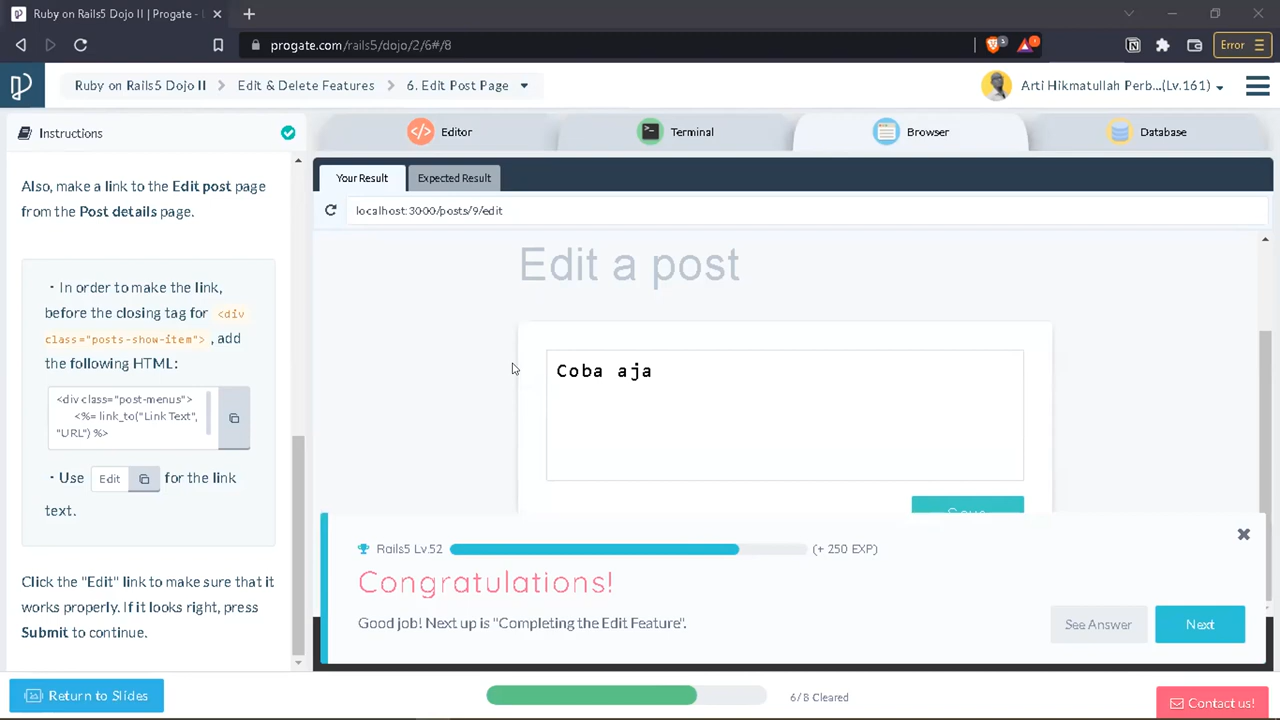 Ruby on Rails5 Dojo II | Progate -
progate.com/rails5/dojo/2/6#/8
Error
Ruby on Rails5 Dojo II
Edit & Delete Features
6. Edit Post Page
Arti Hikmatullah Perb...(Lv.161)
Instructions
Editor
Terminal
Browser
Database
Also, make a link to the Edit post page
from the Post details page.
・In order to make the link,
before the closing tag for <div
class="posts-show-item"> , add
the following HTML:
<div class="post-menus">
<%= link_to("Link Text",
"URL") %>
・Use Edit for the link
text.
Click the "Edit" link to make sure that it
works properly. If it looks right, press
Submit to continue.
Your Result
Expected Result
localhost:3000/posts/9/edit
Edit a post
Coba aja
Save
Rails5 Lv.52
(+ 250 EXP)
Congratulations!
Good job! Next up is "Completing the Edit Feature".
See Answer
Next
Return to Slides
6/8 Cleared
Contact us!